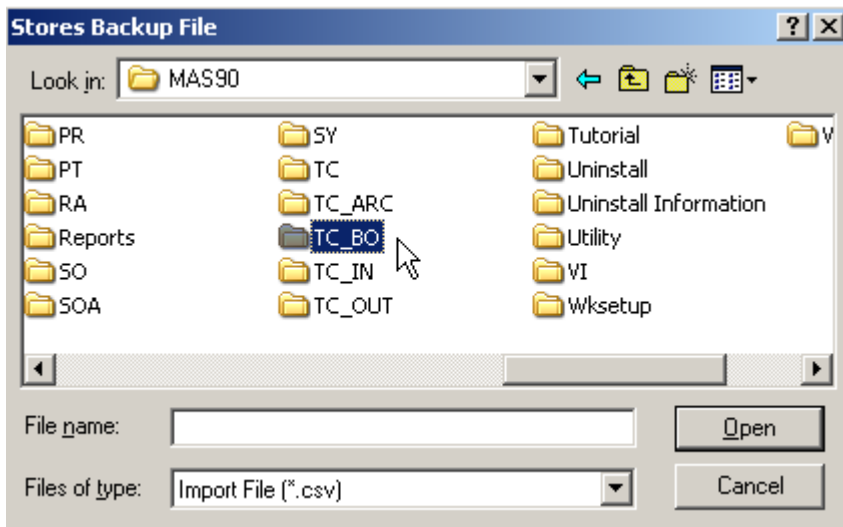 Stores Backup File
Look in: MAS90
PR SY Tutorial V
PT TC Uninstall
RA TC_ARC Uninstall Information
Reports TC_BO Utility
SO TC_IN VI
SOA TC_OUT Wksetup
File name: Open
Files of type: Import File (*.csv) Cancel